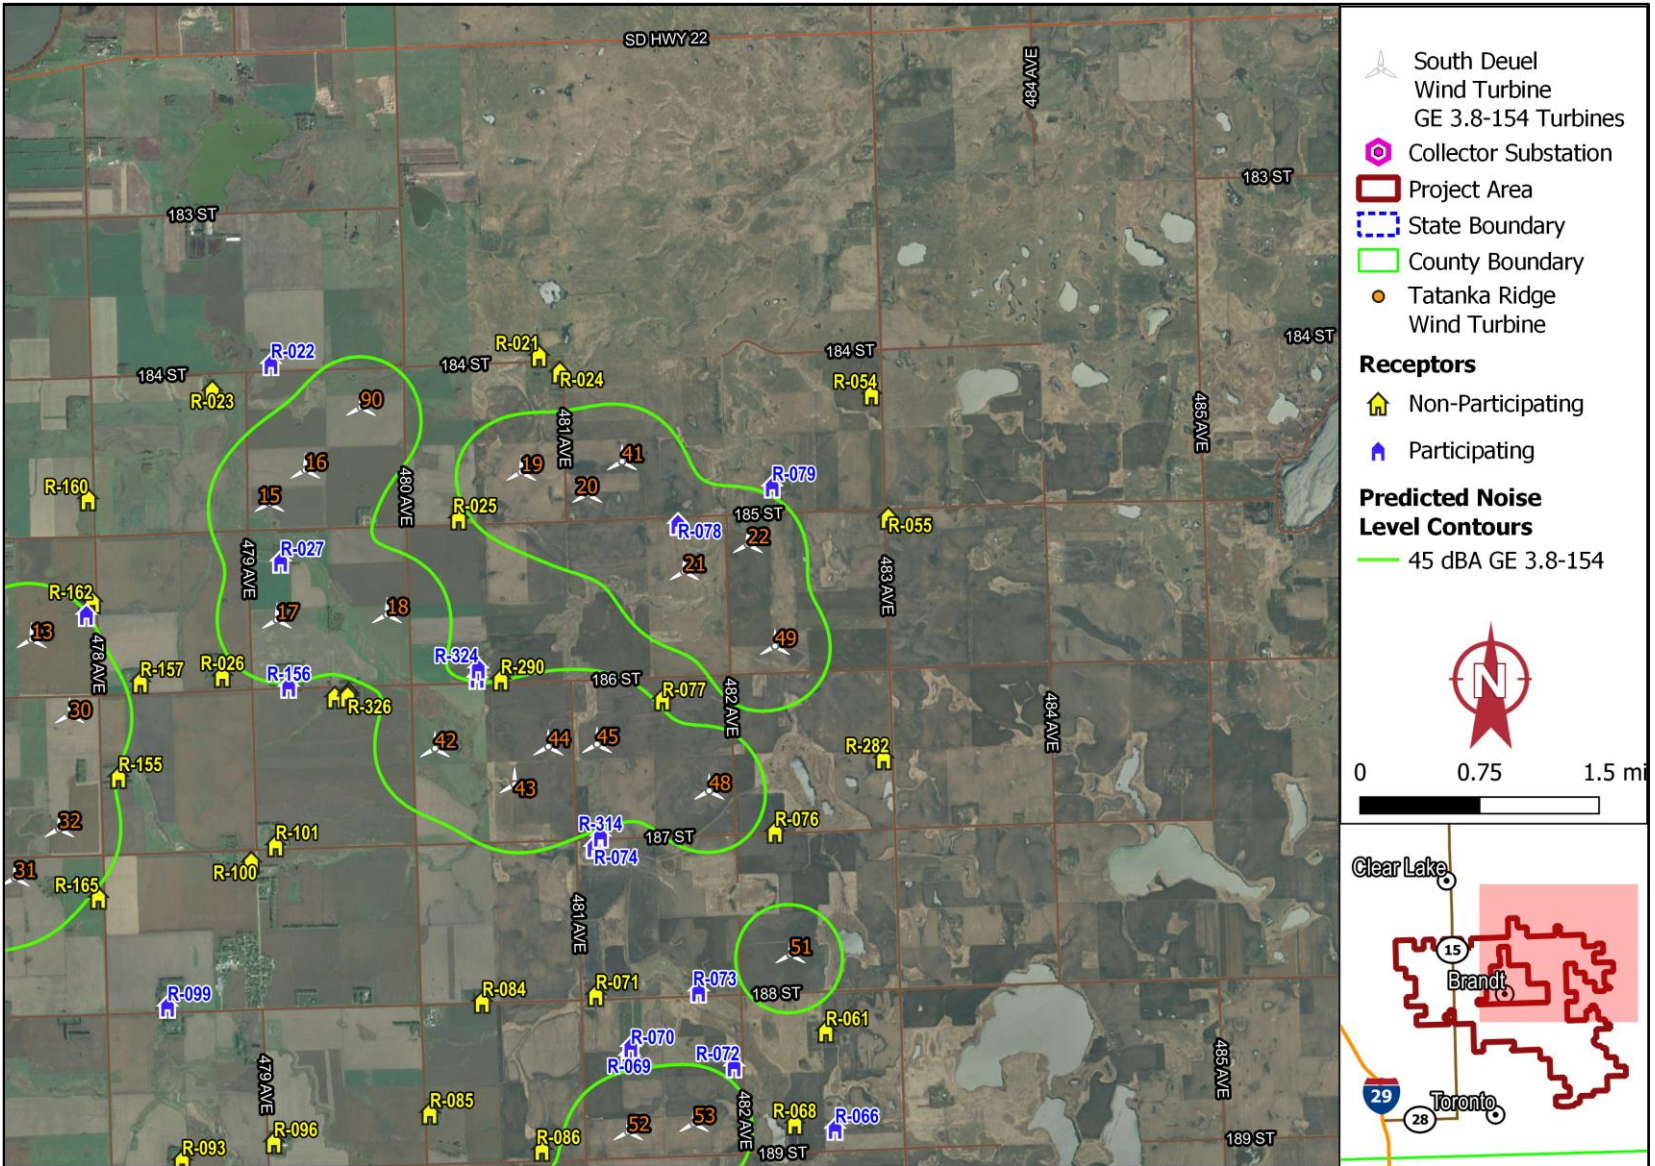 SD HWY 22
484 AVE
183 ST
183 ST
184 ST
R-021
R-022
184 ST
184 ST
R-024
184 ST
R-054
R-023
90
481 AVE
485 AVE
16
19
41
R-160
15
480 AVE
20
R-079
R-025
R-078
185 ST
R-055
22
R-027
479 AVE
21
483 AVE
R-162
17
18
13
49
478 AVE
R-157
R-026
R-156
R-324
R-290
186 ST
R-077
482 AVE
R-326
484 AVE
30
42
44
45
R-282
R-155
43
48
32
R-314
187 ST
R-076
R-101
R-074
R-100
31
R-165
481 AVE
51
R-099
R-084
R-071
R-073
188 ST
R-061
R-070
R-069
R-072
479 AVE
485 AVE
R-085
482 AVE
R-068
R-066
R-096
52
53
R-093
R-086
189 ST
189 ST
South Deuel
Wind Turbine
GE 3.8-154 Turbines
Collector Substation
Project Area
State Boundary
County Boundary
Tatanka Ridge
Wind Turbine
Receptors
Non-Participating
Participating
Predicted Noise
Level Contours
45 dBA GE 3.8-154
N
0 0.75 1.5 mi
Clear Lake
15
Brandt
29
28
Toronto